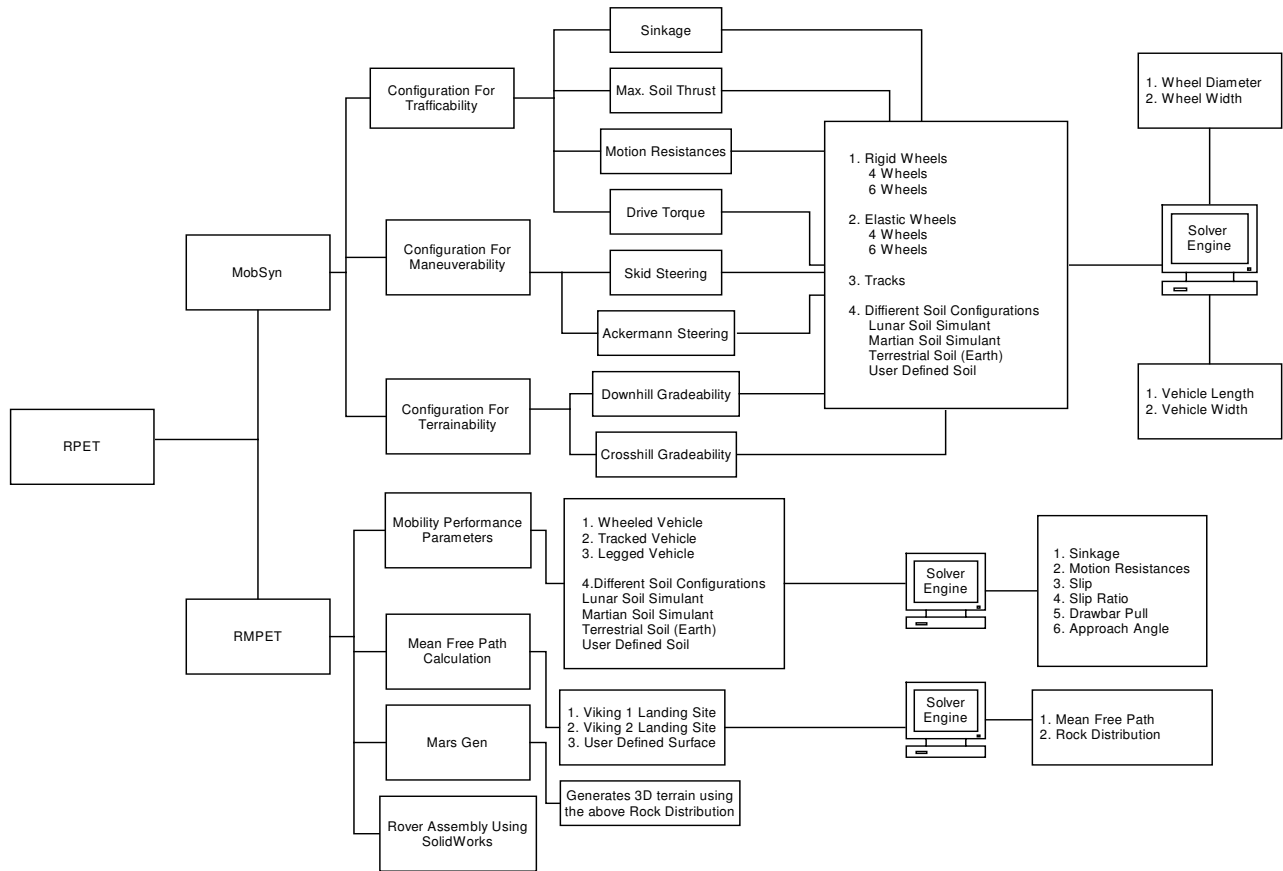 RPET
MobSyn
RMPET
Configuration For
Trafficability
Configuration For
Maneuverability
Configuration For
Terrainability
Sinkage
Max. Soil Thrust
Motion Resistances
Drive Torque
Skid Steering
Ackermann Steering
Downhill Gradeability
Crosshill Gradeability
1. Rigid Wheels
4 Wheels
6 Wheels
2. Elastic Wheels
4 Wheels
6 Wheels
3. Tracks
4. Diffierent Soil Configurations
Lunar Soil Simulant
Martian Soil Simulant
Terrestrial Soil (Earth)
User Defined Soil
1. Wheel Diameter
2. Wheel Width
Solver
Engine
1. Vehicle Length
2. Vehicle Width
Mobility Performance
Parameters
Mean Free Path
Calculation
Mars Gen
Rover Assembly Using
SolidWorks
1. Wheeled Vehicle
2. Tracked Vehicle
3. Legged Vehicle
4.Different Soil Configurations
Lunar Soil Simulant
Martian Soil Simulant
Terrestrial Soil (Earth)
User Defined Soil
Solver
Engine
1. Sinkage
2. Motion Resistances
3. Slip
4. Slip Ratio
5. Drawbar Pull
6. Approach Angle
1. Viking 1 Landing Site
2. Viking 2 Landing Site
3. User Defined Surface
Solver
Engine
1. Mean Free Path
2. Rock Distribution
Generates 3D terrain using
the above Rock Distribution